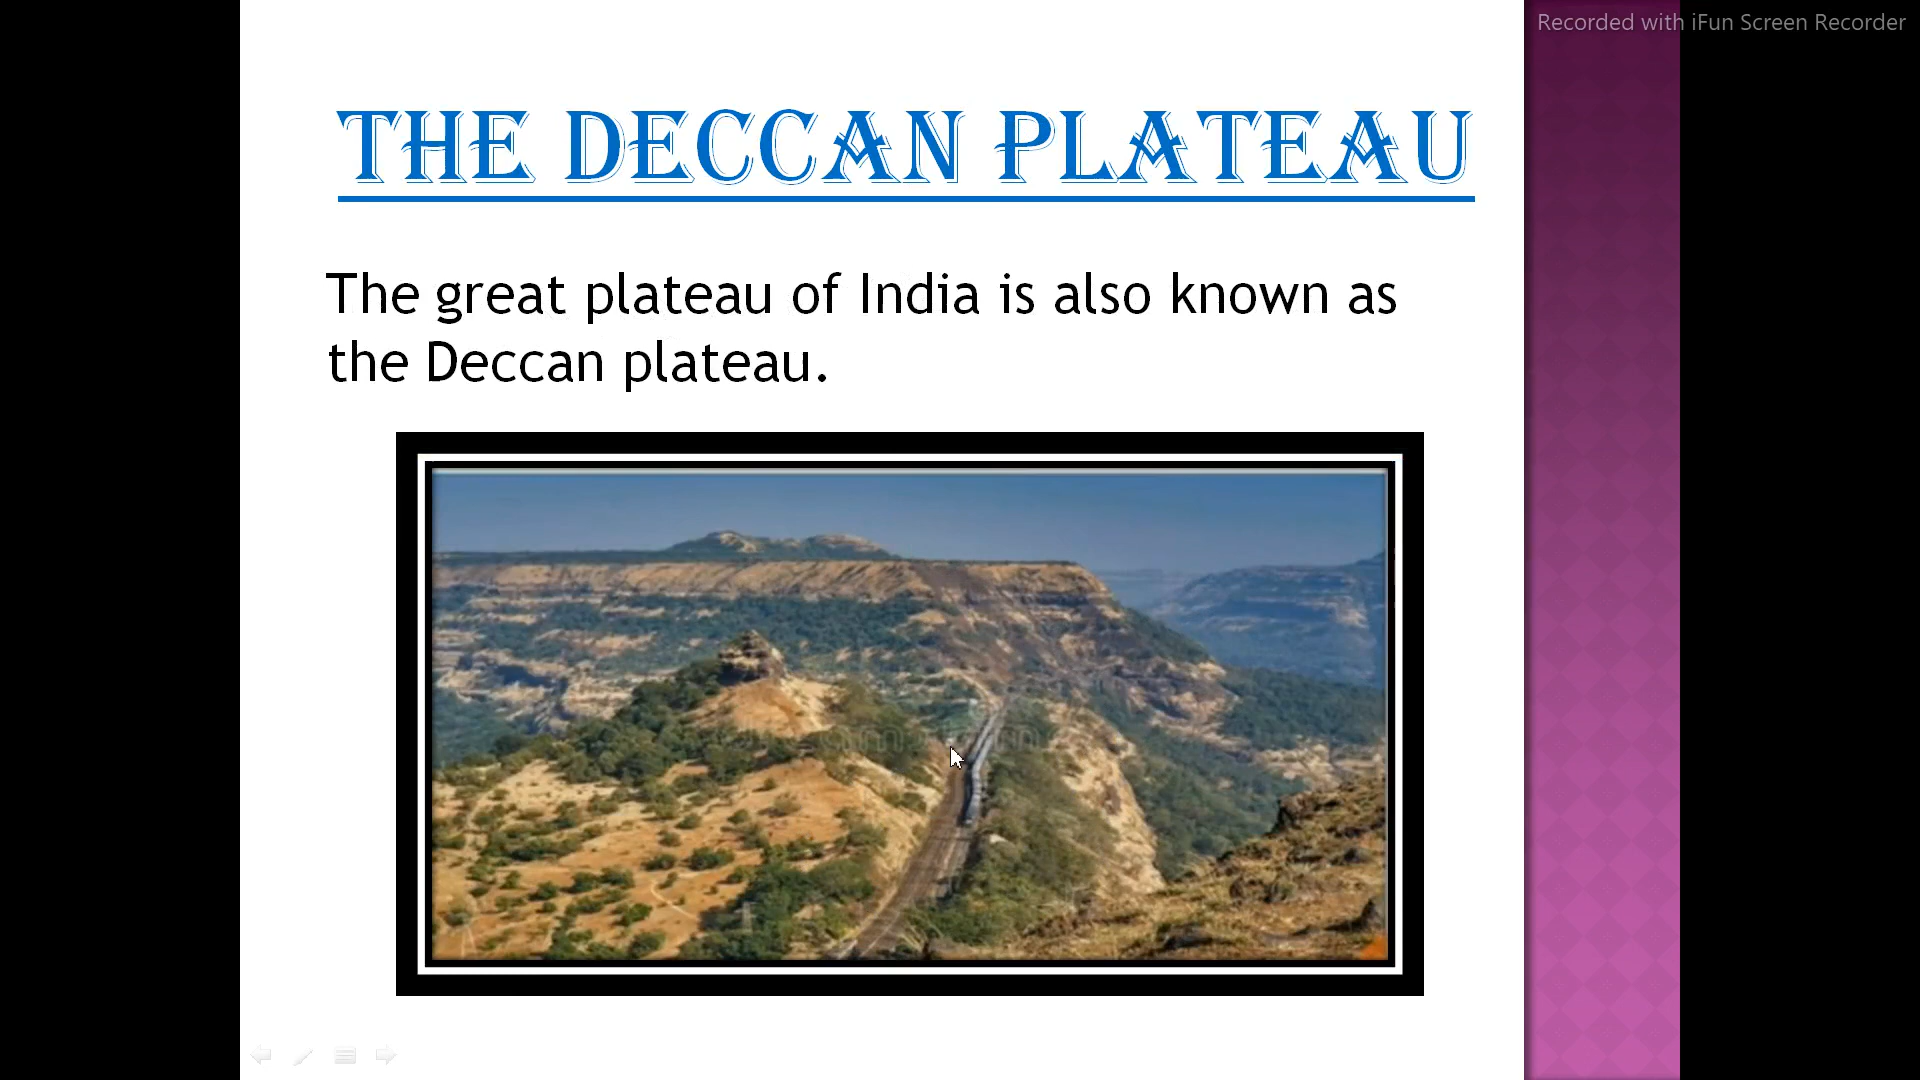 Recorded with iFun Screen Recorder
THE DECCAN PLATEAU
The great plateau of India is also known as
the Deccan plateau.